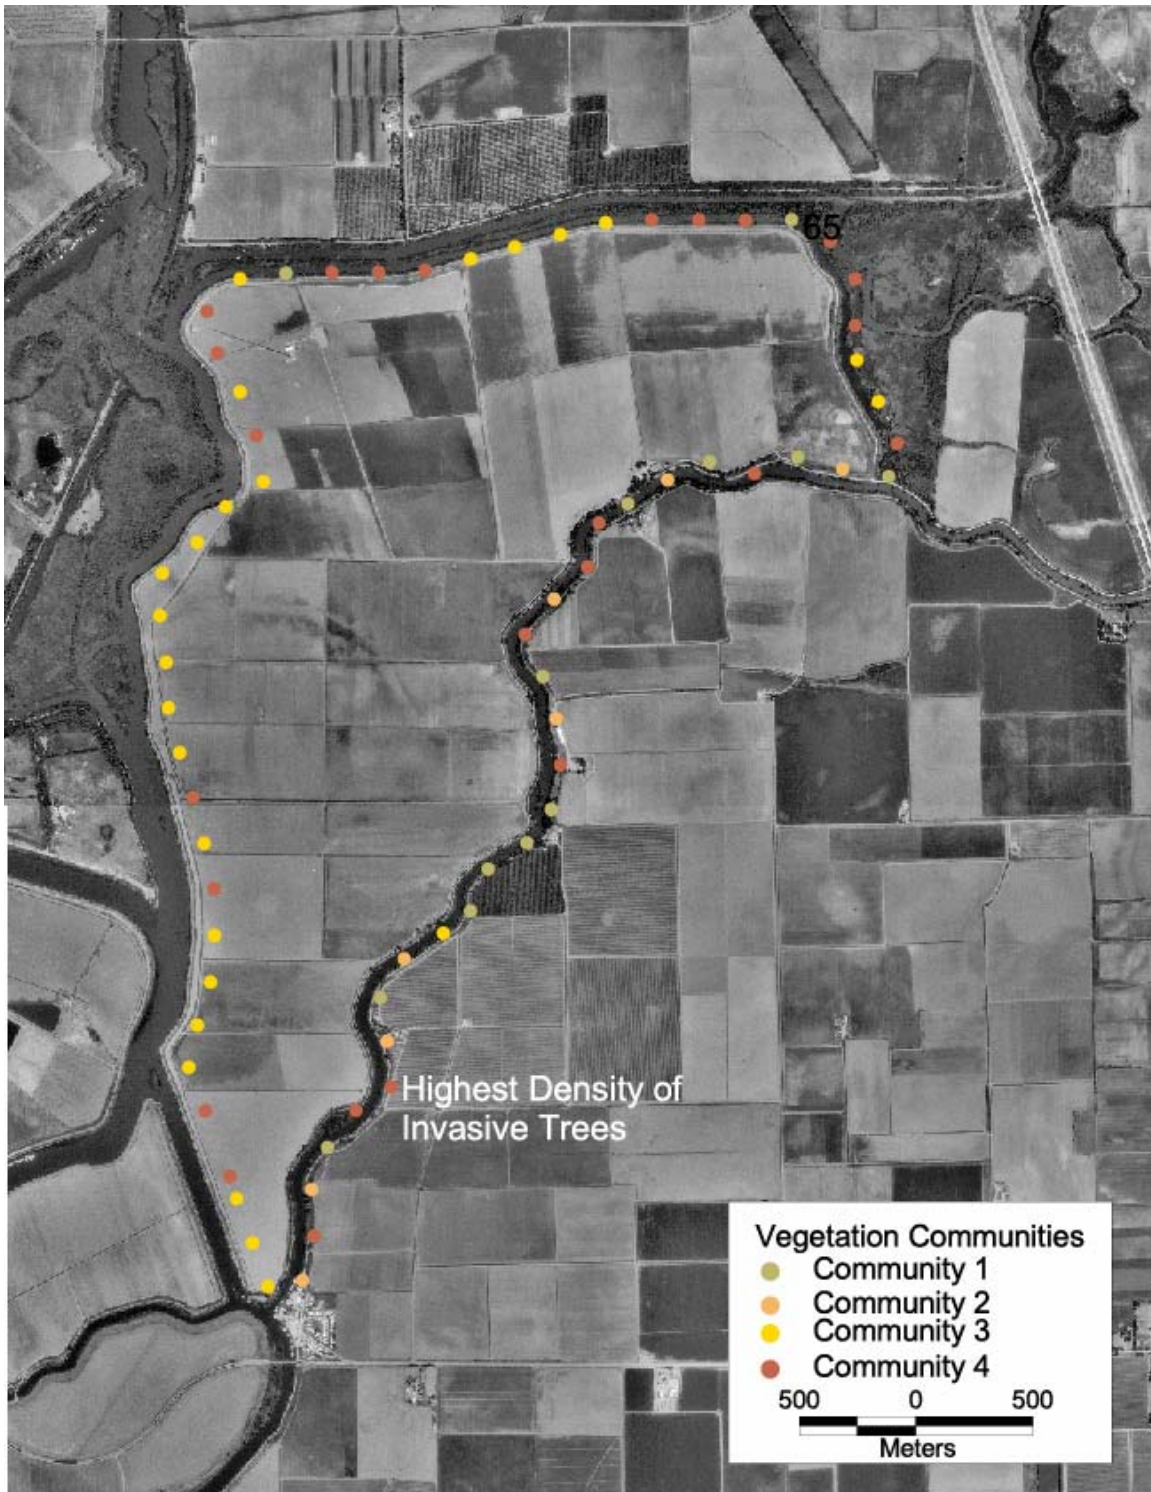 65
Highest Density of
Invasive Trees
Vegetation Communities
Community 1
Community 2
Community 3
Community 4
500 0 500
Meters